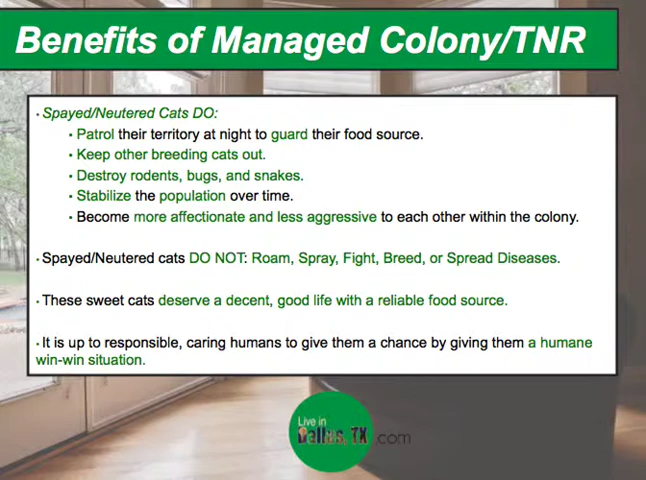 Benefits of Managed Colony/TNR
· Spayed/Neutered Cats DO:
· Patrol their territory at night to guard their food source.
· Keep other breeding cats out.
· Destroy rodents, bugs, and snakes.
· Stabilize the population over time.
· Become more affectionate and less aggressive to each other within the colony.
· Spayed/Neutered cats DO NOT: Roam, Spray, Fight, Breed, or Spread Diseases.
· These sweet cats deserve a decent, good life with a reliable food source.
· It is up to responsible, caring humans to give them a chance by giving them a humane
win-win situation.
Live in
Dallas, TX .com